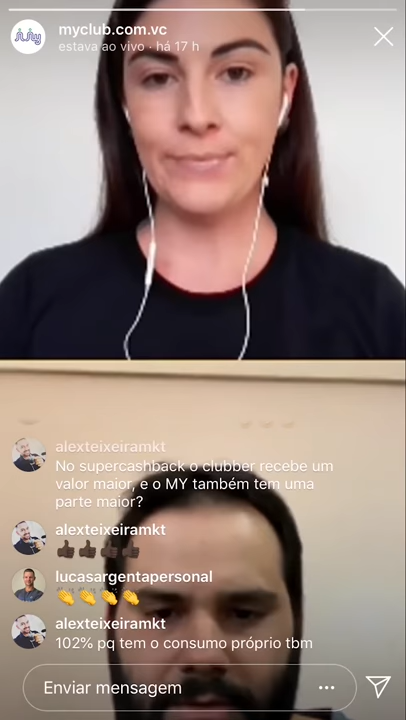 myclub.com.vc
estava ao vivo · há 17 h
alexteixeiramkt
No supercashback o clubber recebe um
valor maior, e o MY também tem uma
parte maior?
alexteixeiramkt
lucasargentapersonal
alexteixeiramkt
102% pq tem o consumo próprio tbm
Enviar mensagem